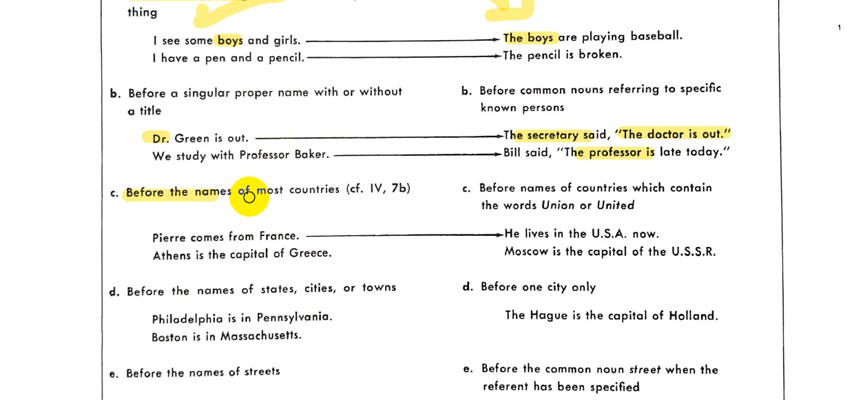 thing
I see some boys and girls.
The boys are playing baseball.
I have a pen and a pencil.
The pencil is broken.
b. Before a singular proper name with or without
a title
b. Before common nouns referring to specific
known persons
Dr. Green is out.
The secretary said, “The doctor is out.”
We study with Professor Baker.
Bill said, “The professor is late today.”
c. Before the names of most countries (cf. IV, 7b)
c. Before names of countries which contain
the words Union or United
Pierre comes from France.
He lives in the U.S.A. now.
Athens is the capital of Greece.
Moscow is the capital of the U.S.S.R.
d. Before the names of states, cities, or towns
d. Before one city only
Philadelphia is in Pennsylvania.
The Hague is the capital of Holland.
Boston is in Massachusetts.
e. Before the names of streets
e. Before the common noun street when the
referent has been specified